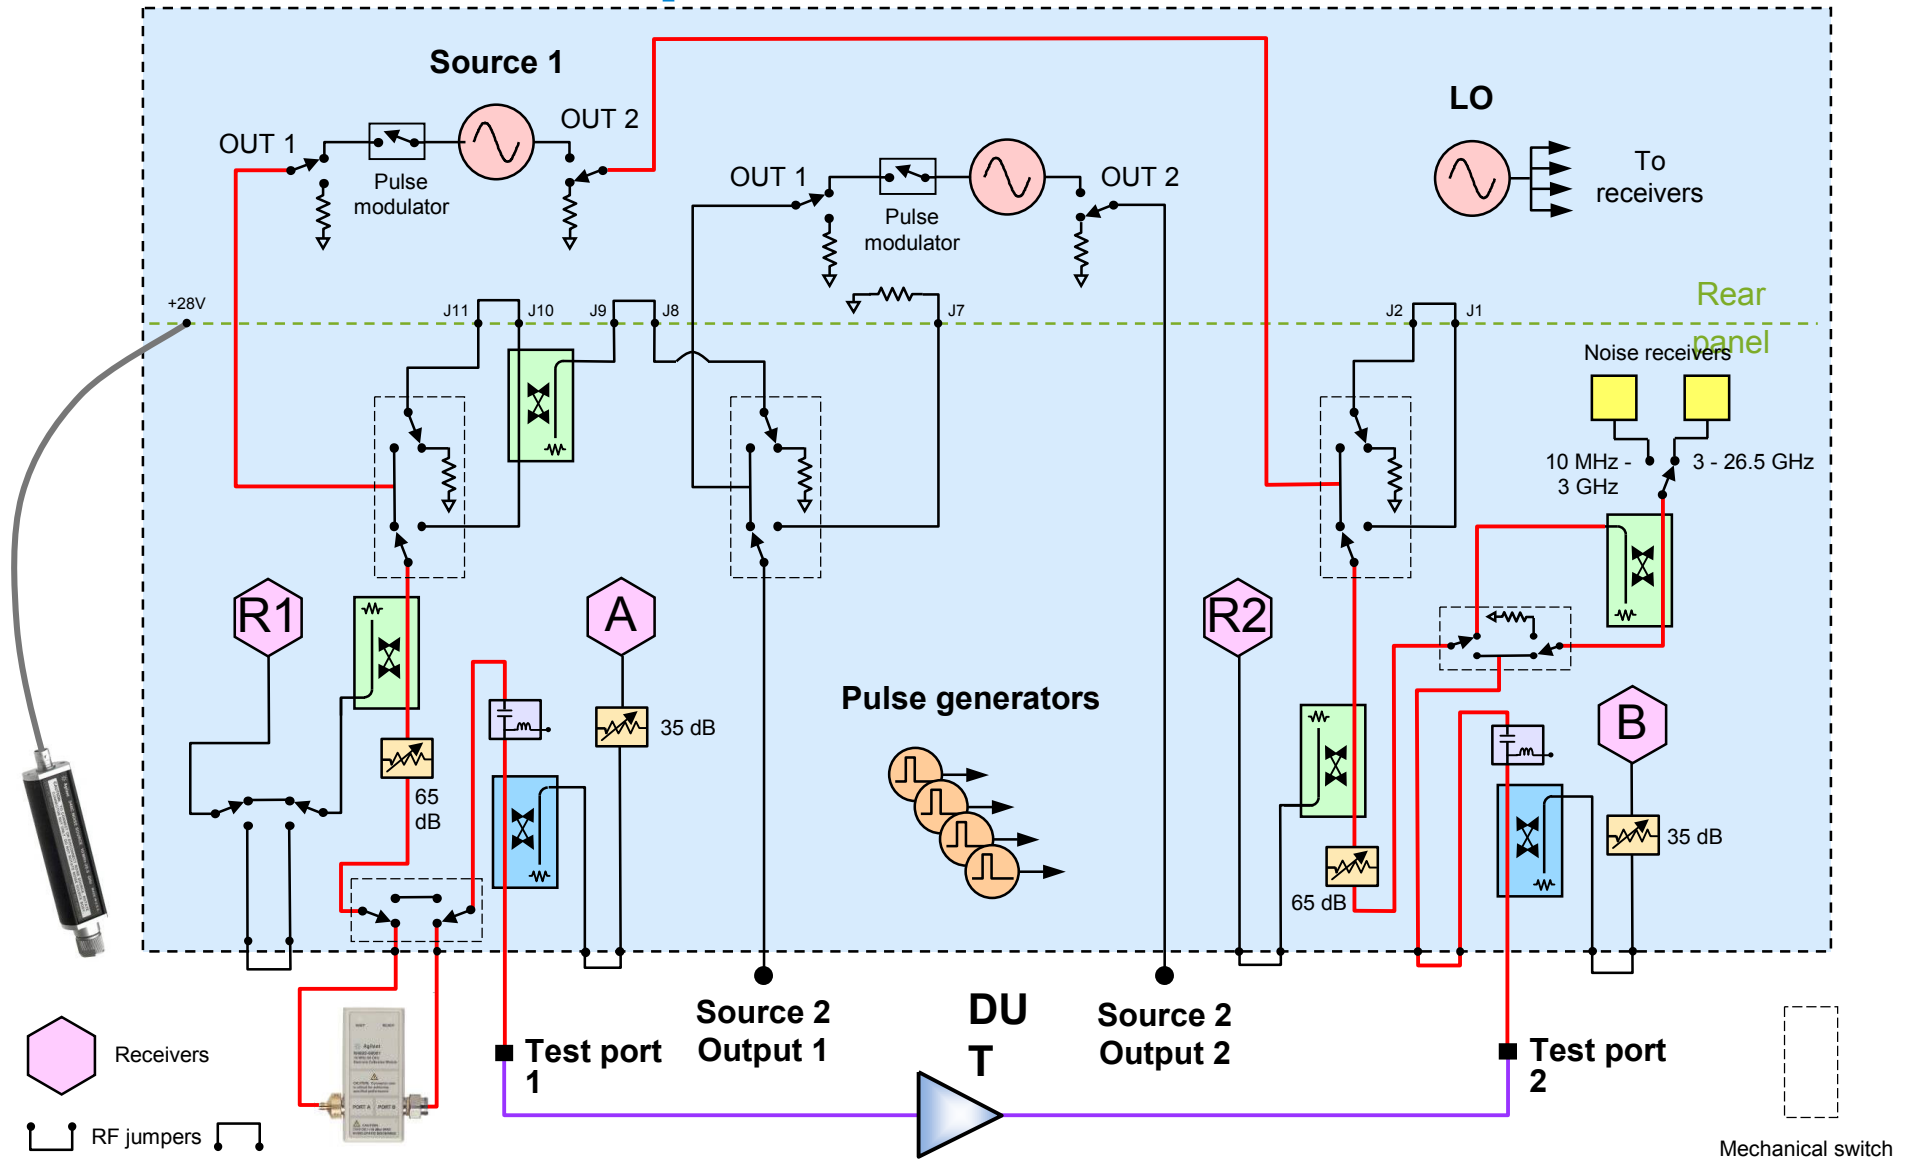 Source 1
OUT 1
OUT 2
Pulse
modulator
OUT 1
OUT 2
Pulse
modulator
LO
To
receivers
+28V
J11
J10
J9
J8
J7
J2
J1
Rear
panel
Noise receivers
10 MHz -
3 GHz
3 - 26.5 GHz
R1
A
R2
B
35 dB
65
dB
Pulse generators
65 dB
35 dB
Source 2
Output 1
DU
T
Source 2
Output 2
Test port
1
Test port
2
Receivers
RF jumpers
Mechanical switch
Agilent
PORT A
PORT B